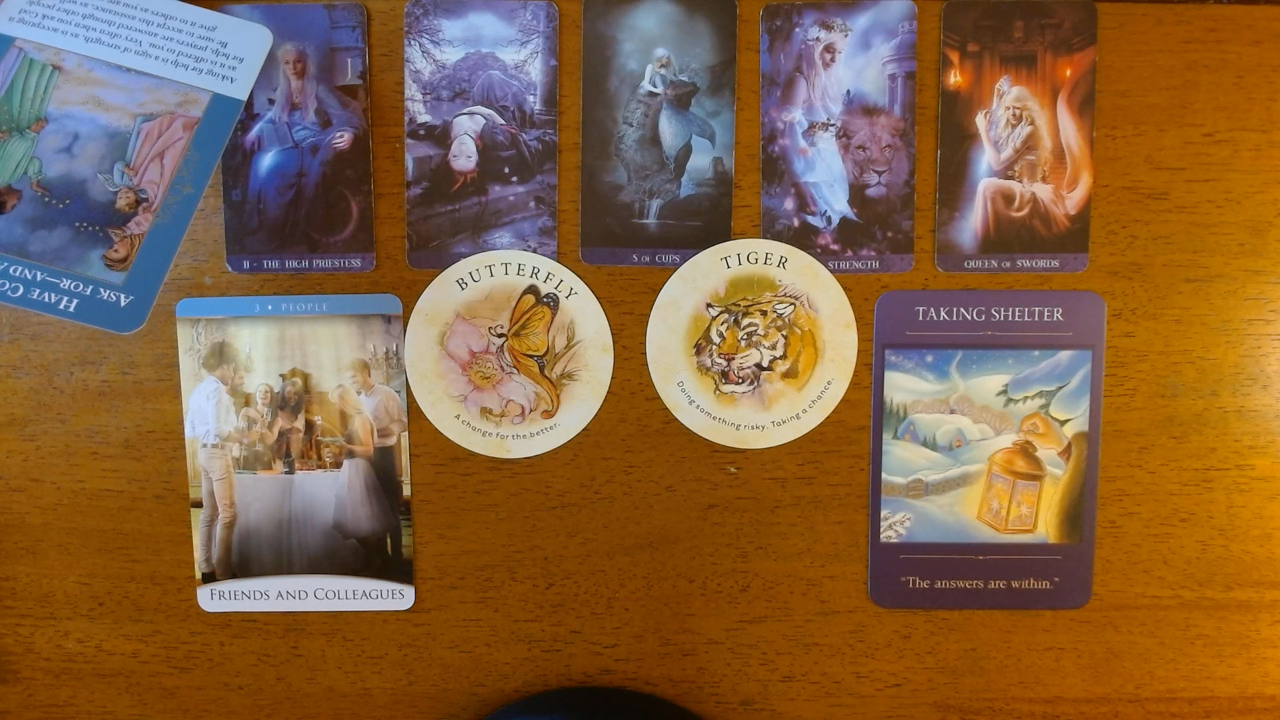 Asking for help is a sign of strength, as is accepting
as it is offered to you. Very often when you ask God
for help, prayers are answered through other people
Be sure to accept this assistance, as well
give it to others as you are
HAVE CO
ASK FOR—AND A
II - THE HIGH PRIESTESS
5 OF CUPS
STRENGTH
QUEEN OF SWORDS
3 ♦ PEOPLE
FRIENDS AND COLLEAGUES
BUTTERFLY
A change for the better.
TIGER
Doing something risky. Taking a chance.
TAKING SHELTER
"The answers are within."